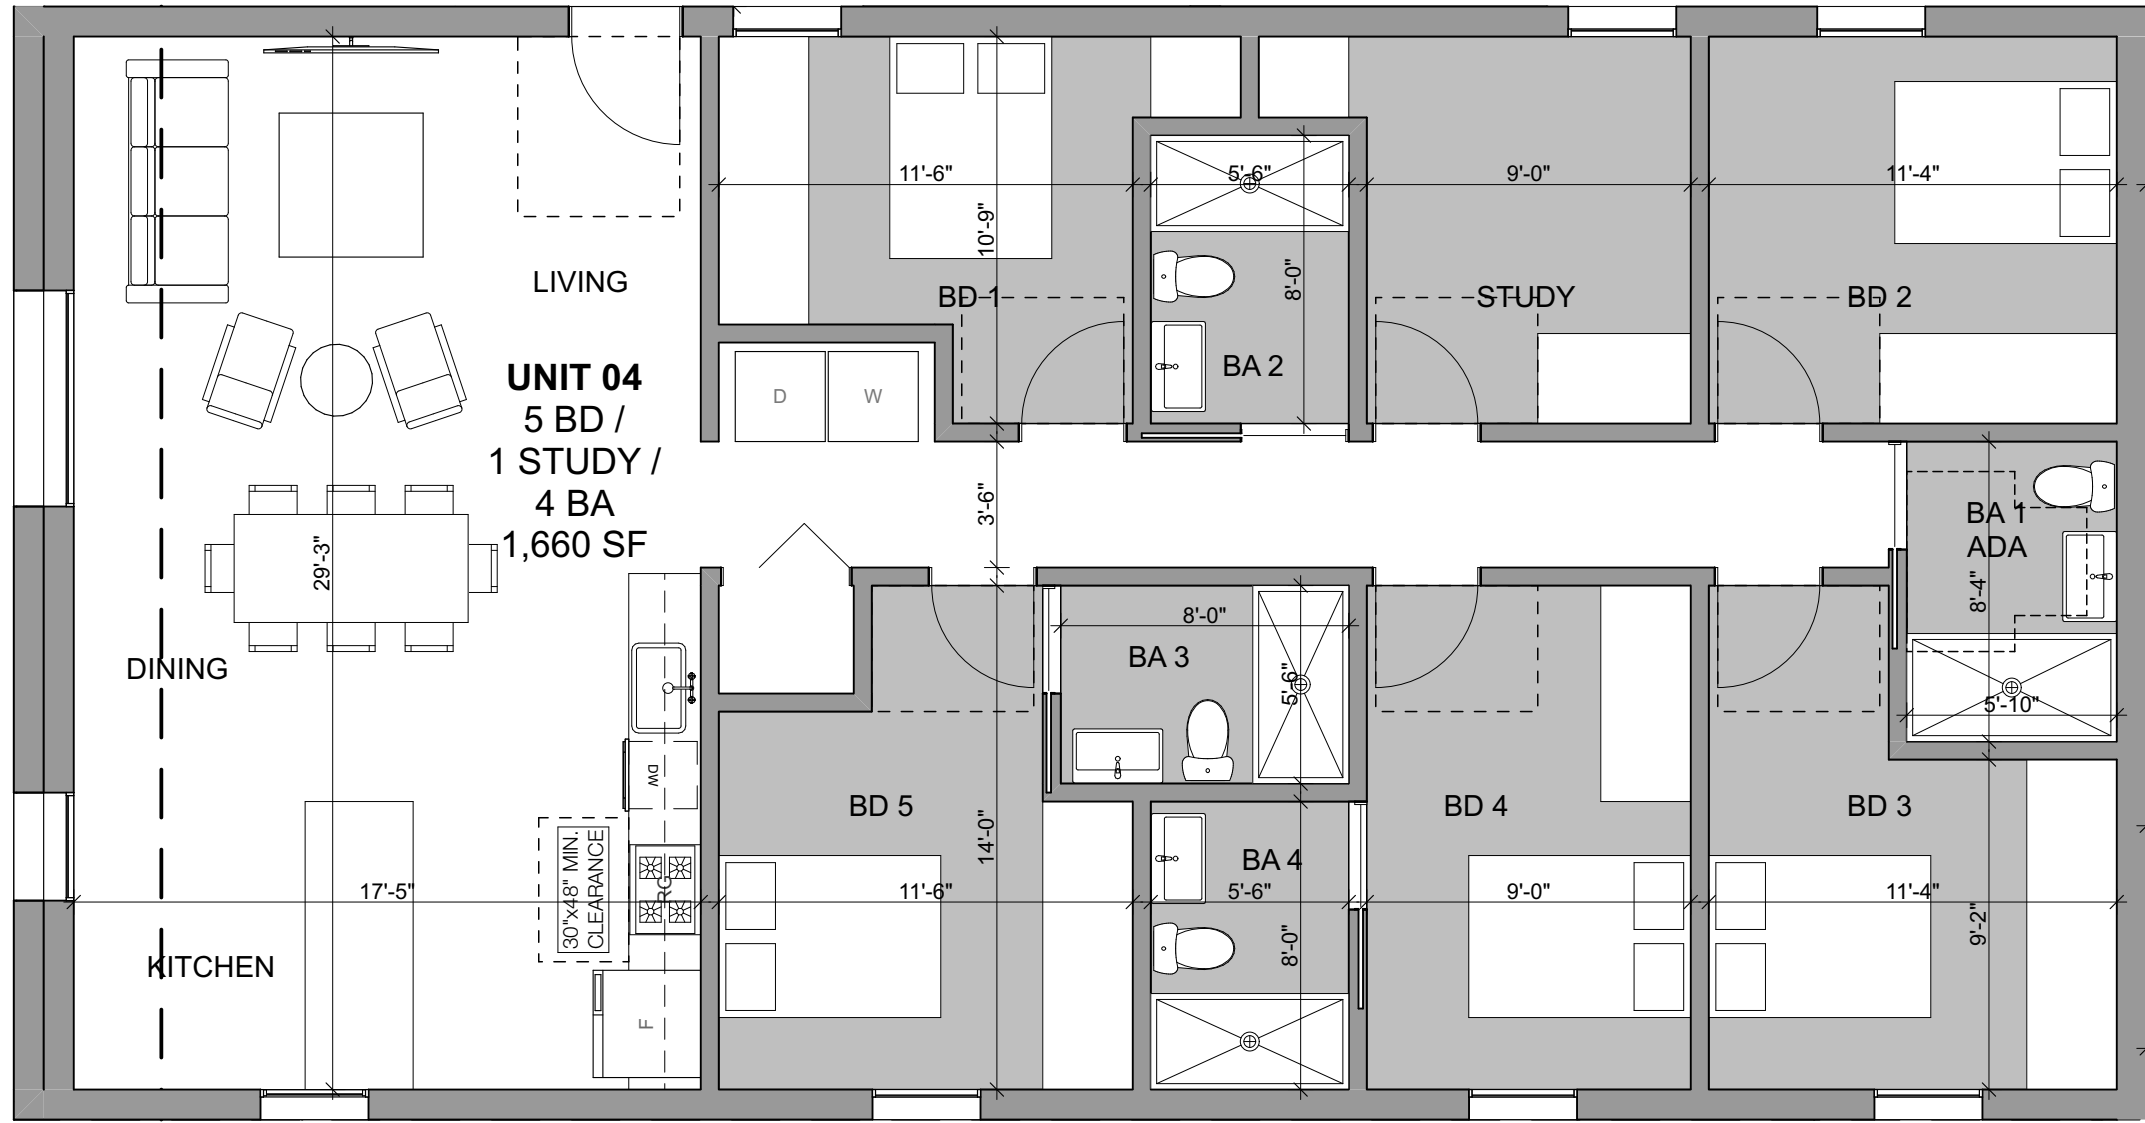 LIVING
UNIT 04
5 BD /
1 STUDY /
4 BA
1,660 SF
29'-3"
DINING
KITCHEN
17'-5"
30"x48" MIN.
CLEARANCE
DW
RG
F
11'-6"
10'-9"
BD 1
D
W
5'-6"
8'-0"
BA 2
9'-0"
STUDY
11'-4"
BD 2
3'-6"
BA 1
ADA
8'-4"
5'-10"
8'-0"
BA 3
5'-6"
BD 5
14'-0"
11'-6"
BA 4
5'-6"
8'-0"
BD 4
9'-0"
BD 3
11'-4"
9'-2"